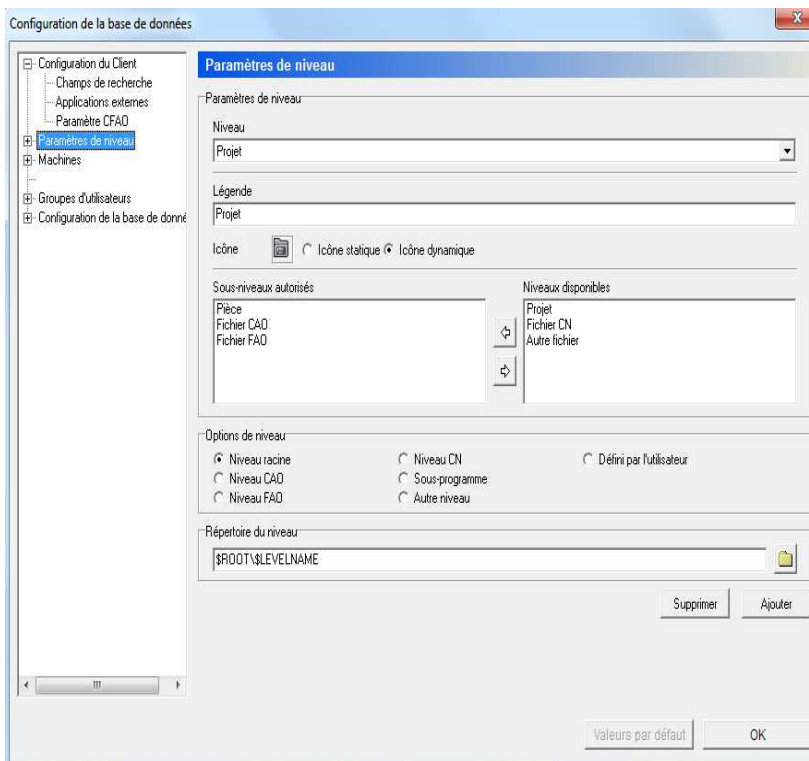 Configuration de la base de données
Configuration du Client
Champs de recherche
Applications externes
Paramètre CFAO
Paramètres de niveau
Machines
Groupes d'utilisateurs
Configuration de la base de donné
Paramètres de niveau
Paramètres de niveau
Niveau
Projet
Légende
Projet
Icône
Icône statique
Icône dynamique
Sous-niveaux autorisés
Pièce
Fichier CAO
Fichier FAO
Niveaux disponibles
Projet
Fichier CN
Autre fichier
Options de niveau
Niveau racine
Niveau CN
Défini par l'utilisateur
Niveau CAO
Sous-programme
Niveau FAO
Autre niveau
Répertoire du niveau
$ROOT\$LEVELNAME
Supprimer
Ajouter
Valeurs par défaut
OK